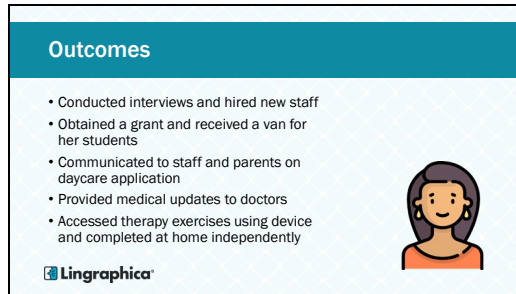 Outcomes
• Conducted interviews and hired new staff
• Obtained a grant and received a van for
her students
• Communicated to staff and parents on
daycare application
• Provided medical updates to doctors
• Accessed therapy exercises using device
and completed at home independently
Lingraphica®